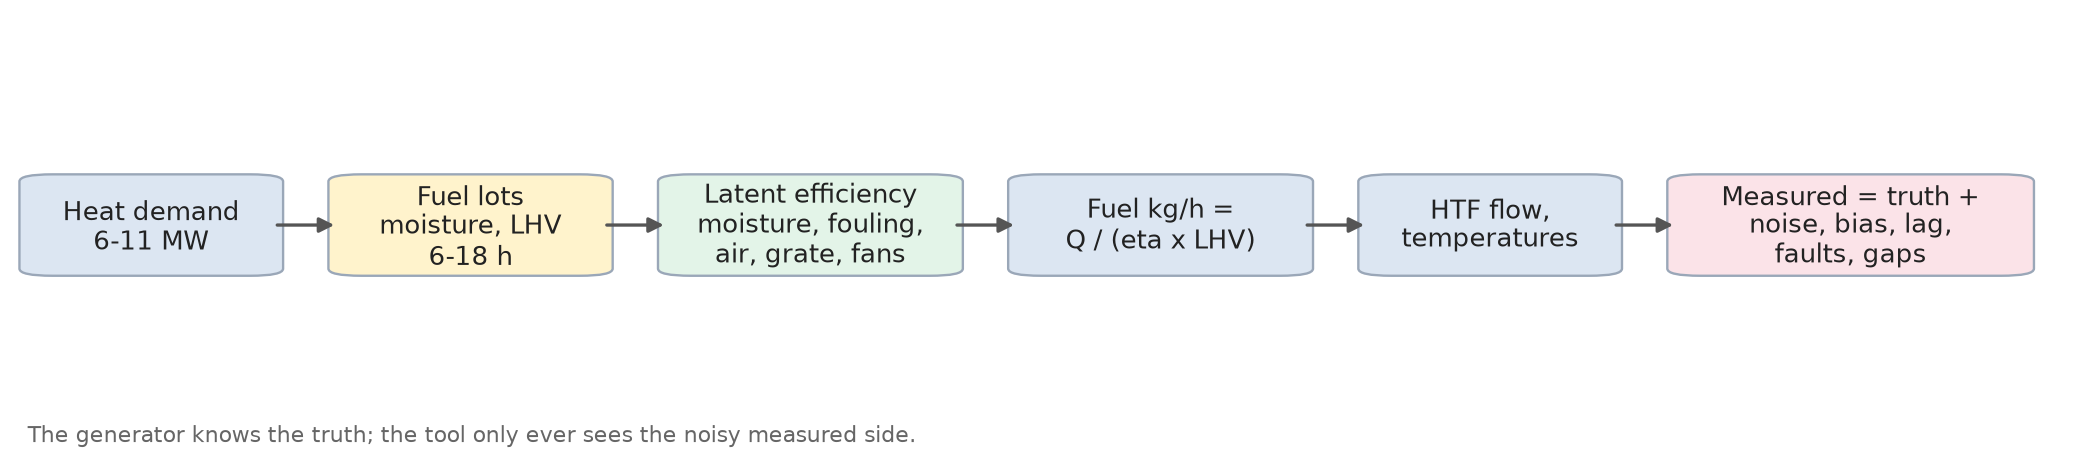 Heat demand
6-11 MW
Fuel lots
moisture, LHV
6-18 h
Latent efficiency
moisture, fouling,
air, grate, fans
Fuel kg/h =
Q / (eta x LHV)
HTF flow,
temperatures
Measured = truth +
noise, bias, lag,
faults, gaps
The generator knows the truth; the tool only ever sees the noisy measured side.